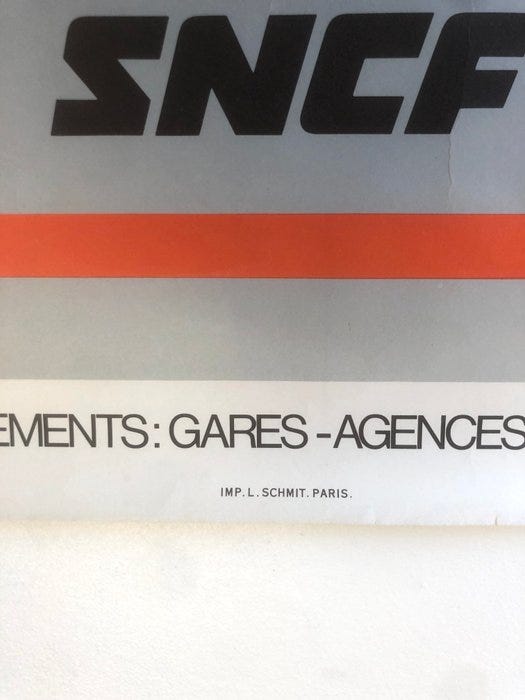 SNCF
EMENTS: GARES - AGENCES
IMP. L. SCHMIT. PARIS.